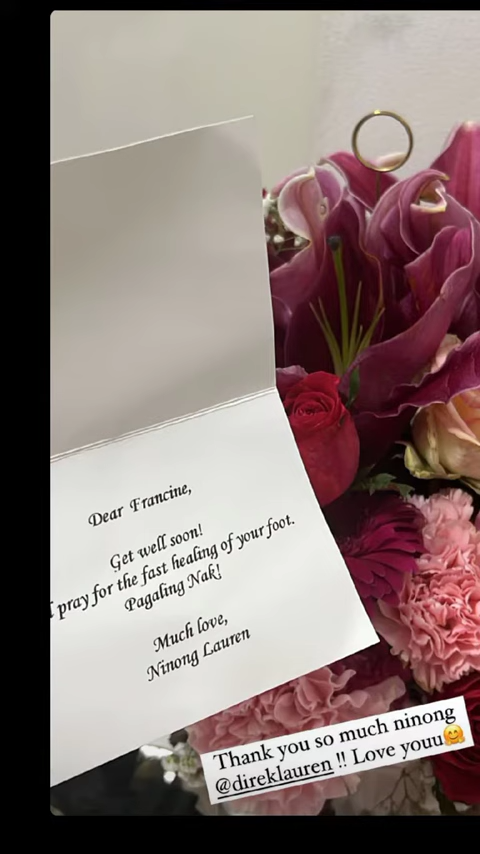 Dear Francine,
Get well soon!
I pray for the fast healing of your foot.
Pagaling Nak!
Much love,
Ninong Lauren
Thank you so much ninong
@direklauren !! Love youu🤗